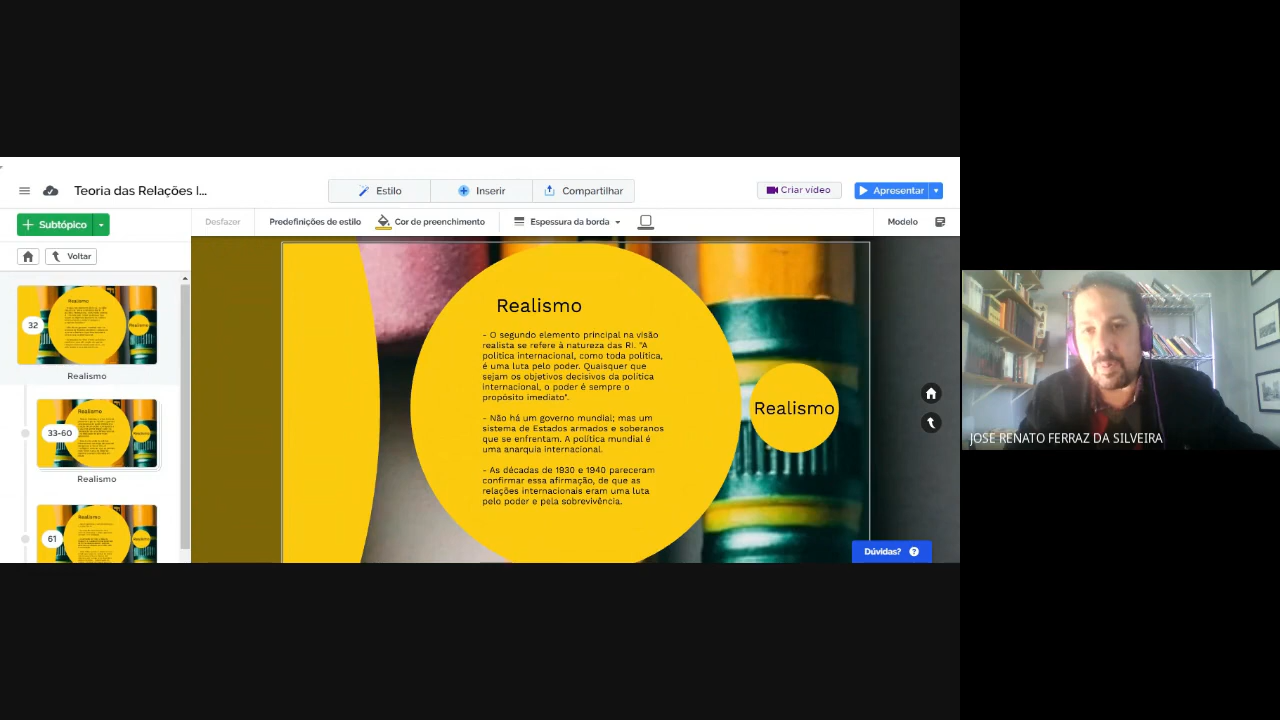 Teoria das Relações I...
Estilo
Inserir
Compartilhar
Criar vídeo
Apresentar
Subtópico
Desfazer
Predefinições de estilo
Cor de preenchimento
Espessura da borda
Modelo
Voltar
32
Realismo
Realismo
Realismo
33-60
Realismo
Realismo
61
Realismo
Realismo
- O segundo elemento principal na visão
realista se refere à natureza das RI. "A
política internacional, como toda política,
é uma luta pelo poder. Quaisquer que
sejam os objetivos decisivos da política
internacional, o poder é sempre o
propósito imediato".
- Não há um governo mundial; mas um
sistema de Estados armados e soberanos
que se enfrentam. A política mundial é
uma anarquia internacional.
- As décadas de 1930 e 1940 pareceram
confirmar essa afirmação, de que as
relações internacionais eram uma luta
pelo poder e pela sobrevivência.
Realismo
Dúvidas? ?
JOSE RENATO FERRAZ DA SILVEIRA